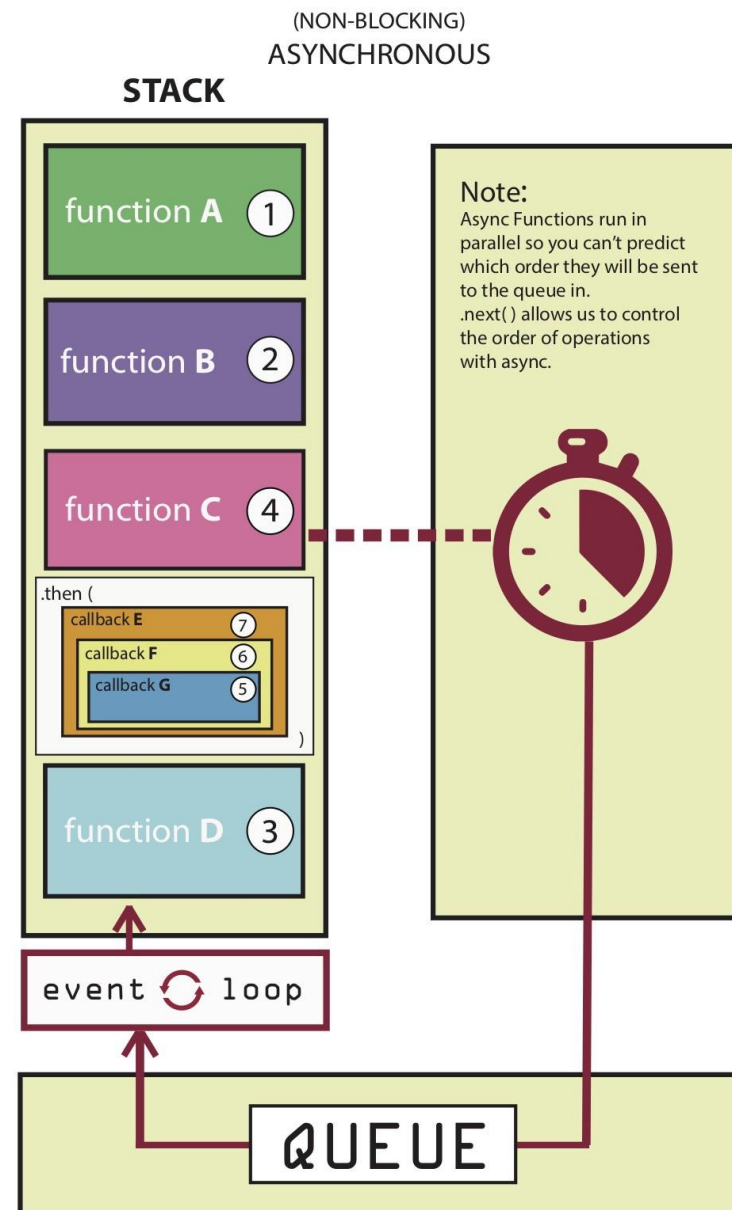 (NON-BLOCKING)
ASYNCHRONOUS
STACK
function A 1
function B 2
function C 4
.then (
callback E 7
callback F 6
callback G 5
)
function D 3
event loop
Note:
Async Functions run in
parallel so you can't predict
which order they will be sent
to the queue in.
.next( ) allows us to control
the order of operations
with async.
QUEUE